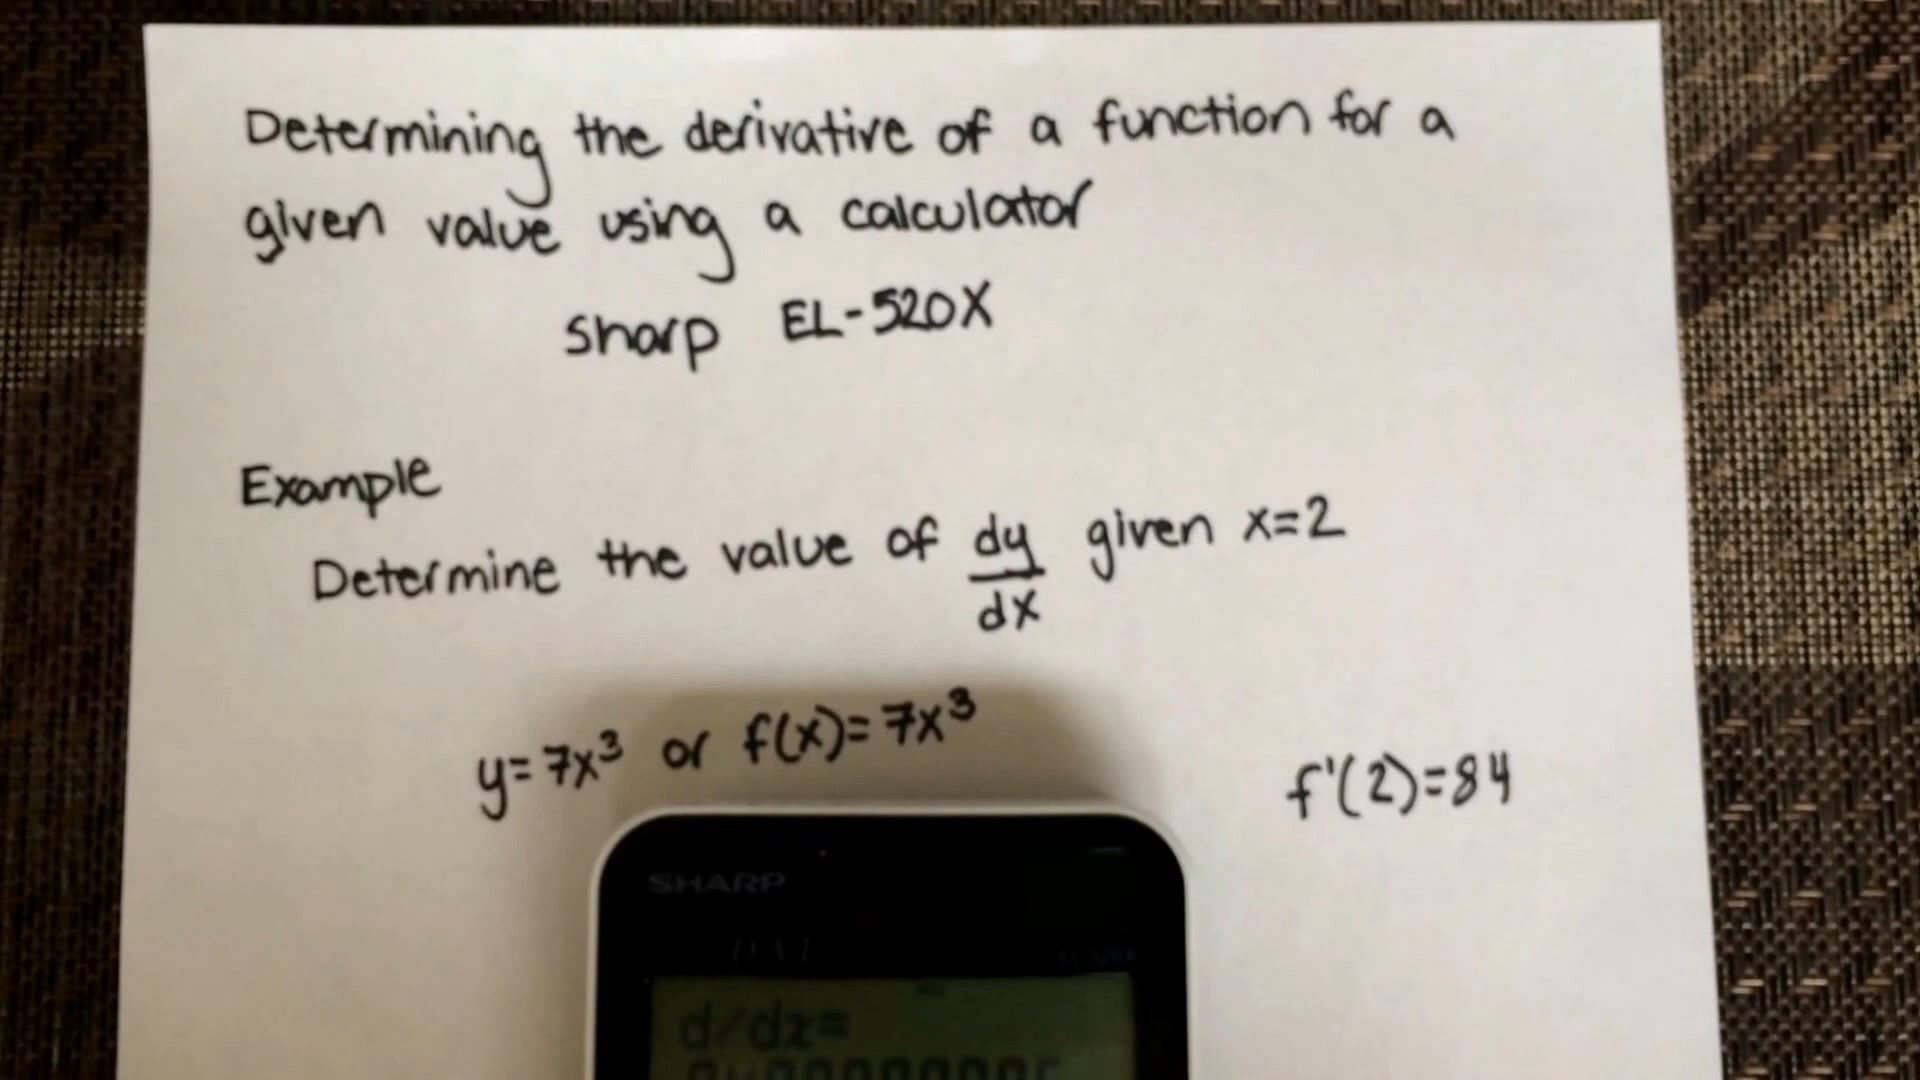 Determining the derivative of a function for a
given value using a calculator
Sharp EL-520X
Example
Determine the value of dy/dx given x=2
y=7x³ or f(x)=7x³
f'(2)=84
SHARP
d/dx=